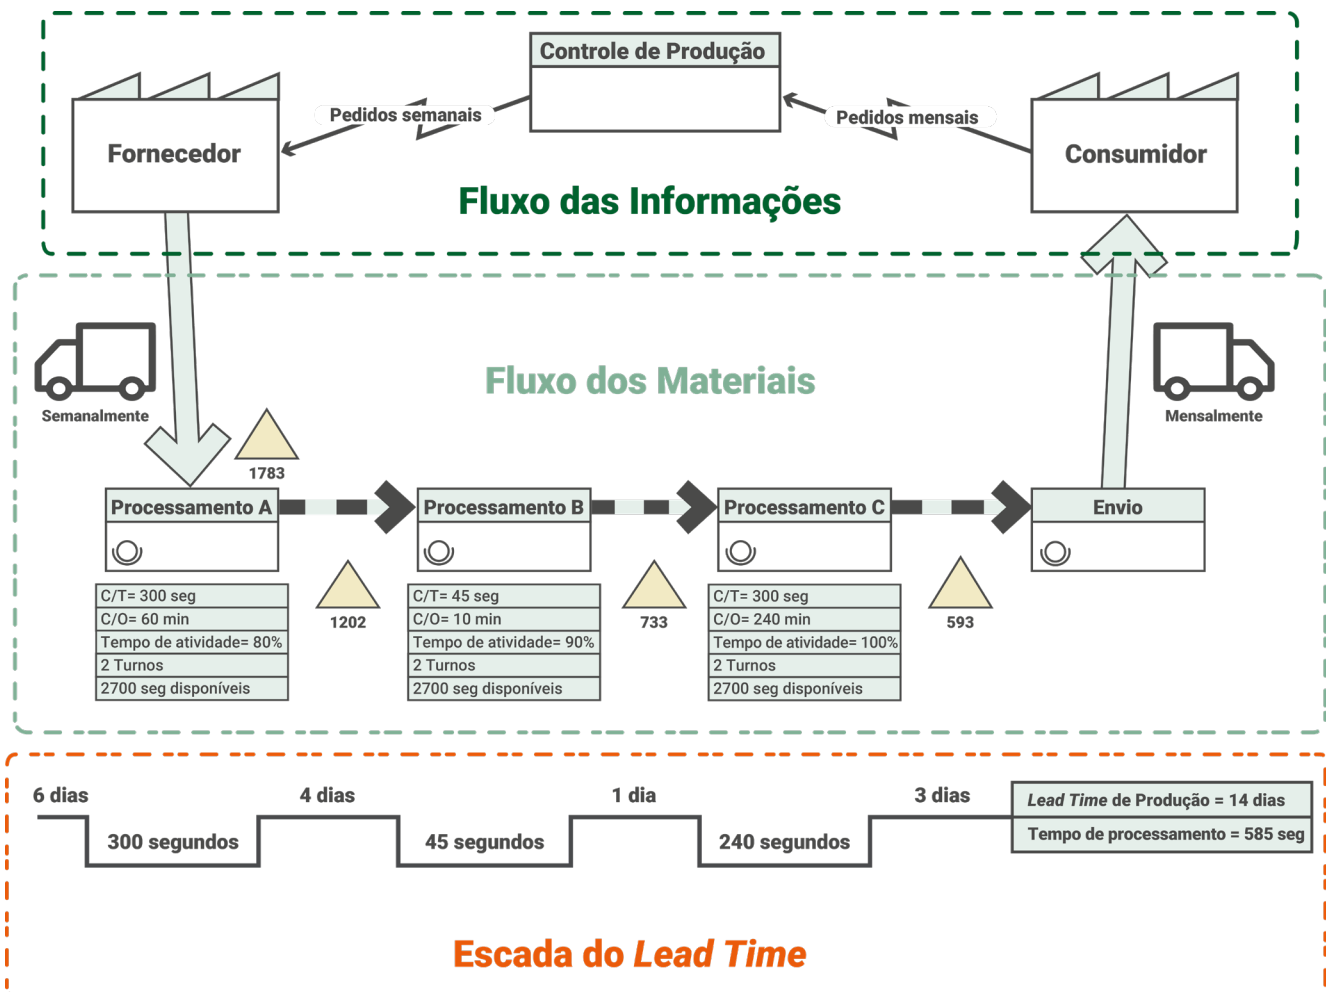 Controle de Produção
Pedidos semanais
Pedidos mensais
Fornecedor
Consumidor
Fluxo das Informações
Semanalmente
Fluxo dos Materiais
Mensalmente
1783
Processamento A
Processamento B
Processamento C
Envio
C/T= 300 seg
C/O= 60 min
Tempo de atividade= 80%
2 Turnos
2700 seg disponíveis
1202
C/T= 45 seg
C/O= 10 min
Tempo de atividade= 90%
2 Turnos
2700 seg disponíveis
733
C/T= 300 seg
C/O= 240 min
Tempo de atividade= 100%
2 Turnos
2700 seg disponíveis
593
6 dias
300 segundos
4 dias
45 segundos
1 dia
240 segundos
3 dias
Lead Time de Produção = 14 dias
Tempo de processamento = 585 seg
Escada do Lead Time